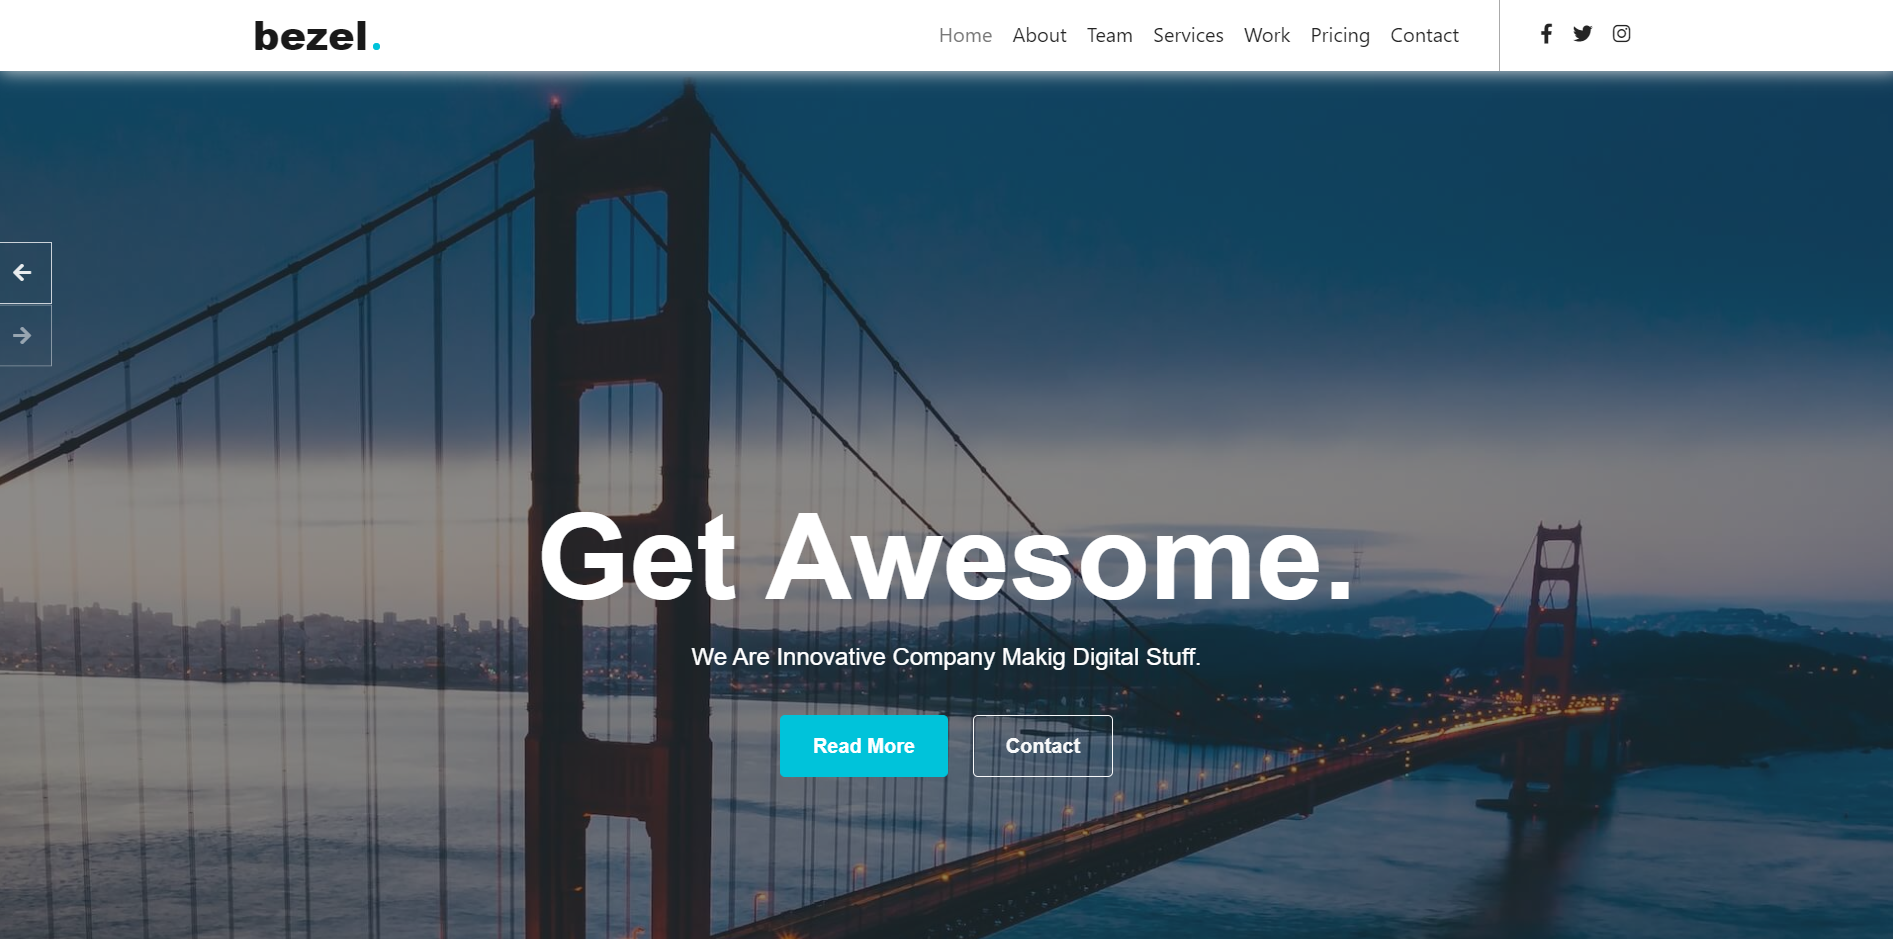 bezel.
Home About Team Services Work Pricing Contact
Get Awesome.
We Are Innovative Company Makig Digital Stuff.
Read More Contact